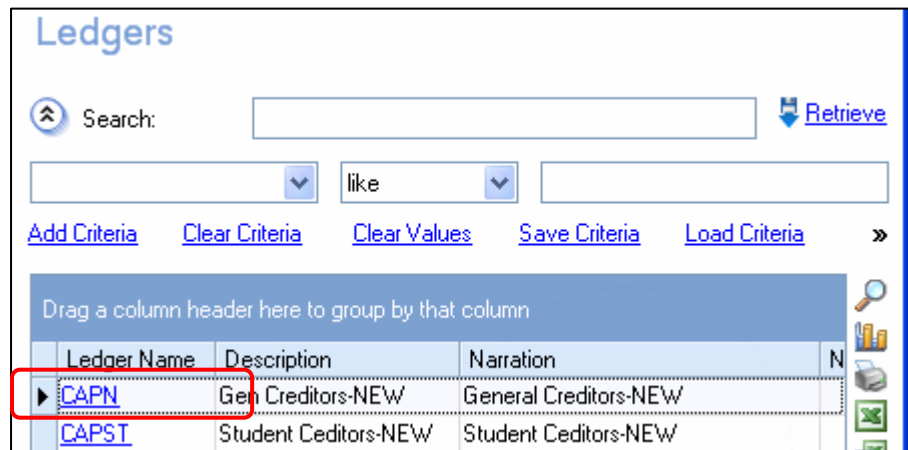 Ledgers
Search: Retrieve
like
Add Criteria Clear Criteria Clear Values Save Criteria Load Criteria »
Drag a column header here to group by that column
Ledger Name Description Narration N
CAPN Gen Creditors-NEW General Creditors-NEW
CAPST Student Ceditors-NEW Student Ceditors-NEW